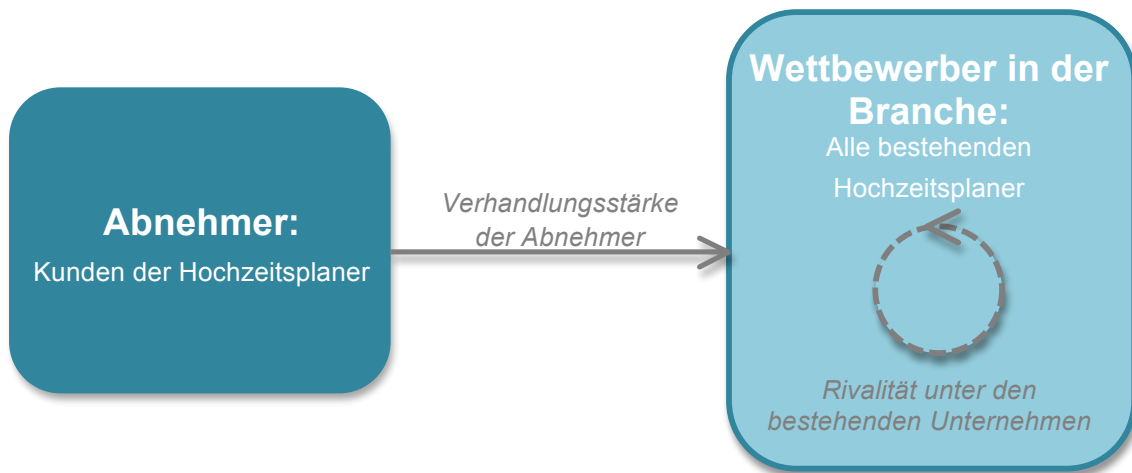 Abnehmer:
Kunden der Hochzeitsplaner
Verhandlungsstärke
der Abnehmer
Wettbewerber in der
Branche:
Alle bestehenden
Hochzeitsplaner
Rivalität unter den
bestehenden Unternehmen